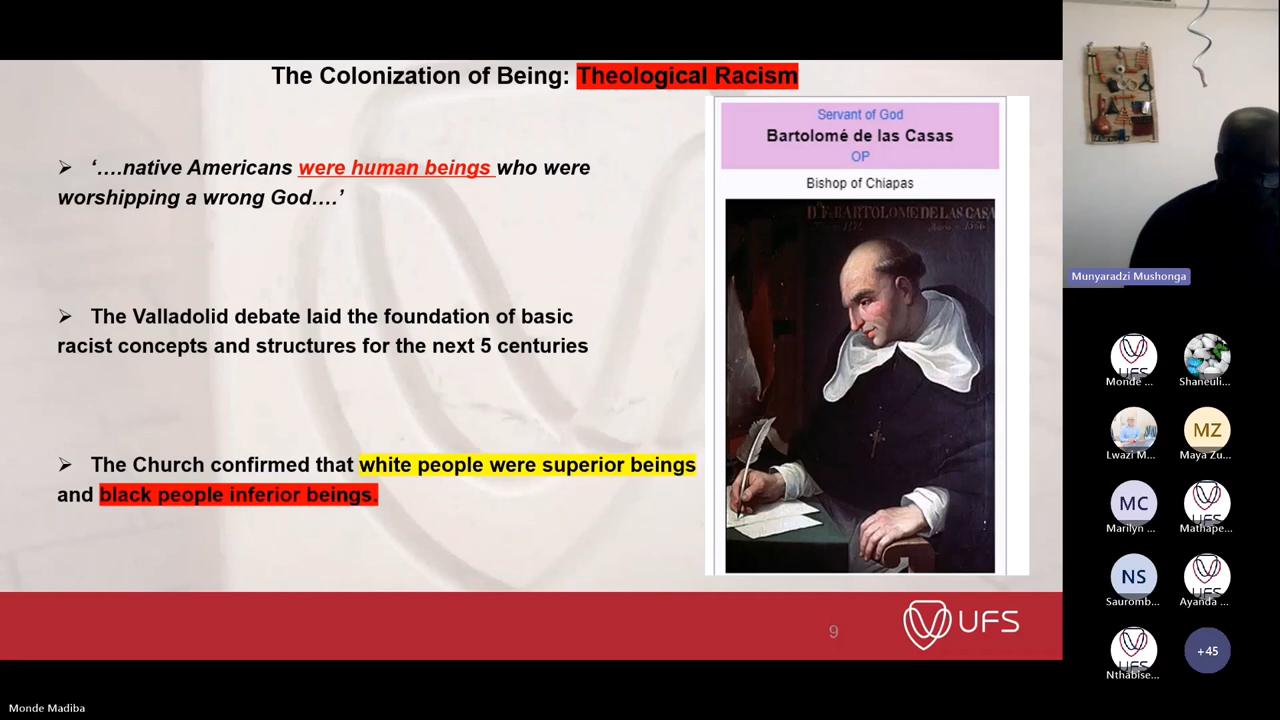 The Colonization of Being: Theological Racism
➢ ‘….native Americans were human beings who were
worshipping a wrong God….’
➢ The Valladolid debate laid the foundation of basic
racist concepts and structures for the next 5 centuries
➢ The Church confirmed that white people were superior beings
and black people inferior beings.
Servant of God
Bartolomé de las Casas
OP
Bishop of Chiapas
9
UFS
Munyaradzi Mushonga
UFS
Monde ...
Shaneuli...
Lwazi M...
MZ
Maya Zu...
MC
Marilyn ...
UFS
Mathape...
NS
Sauromb...
UFS
Ayanda ...
UFS
Nthabise...
+45
Monde Madiba